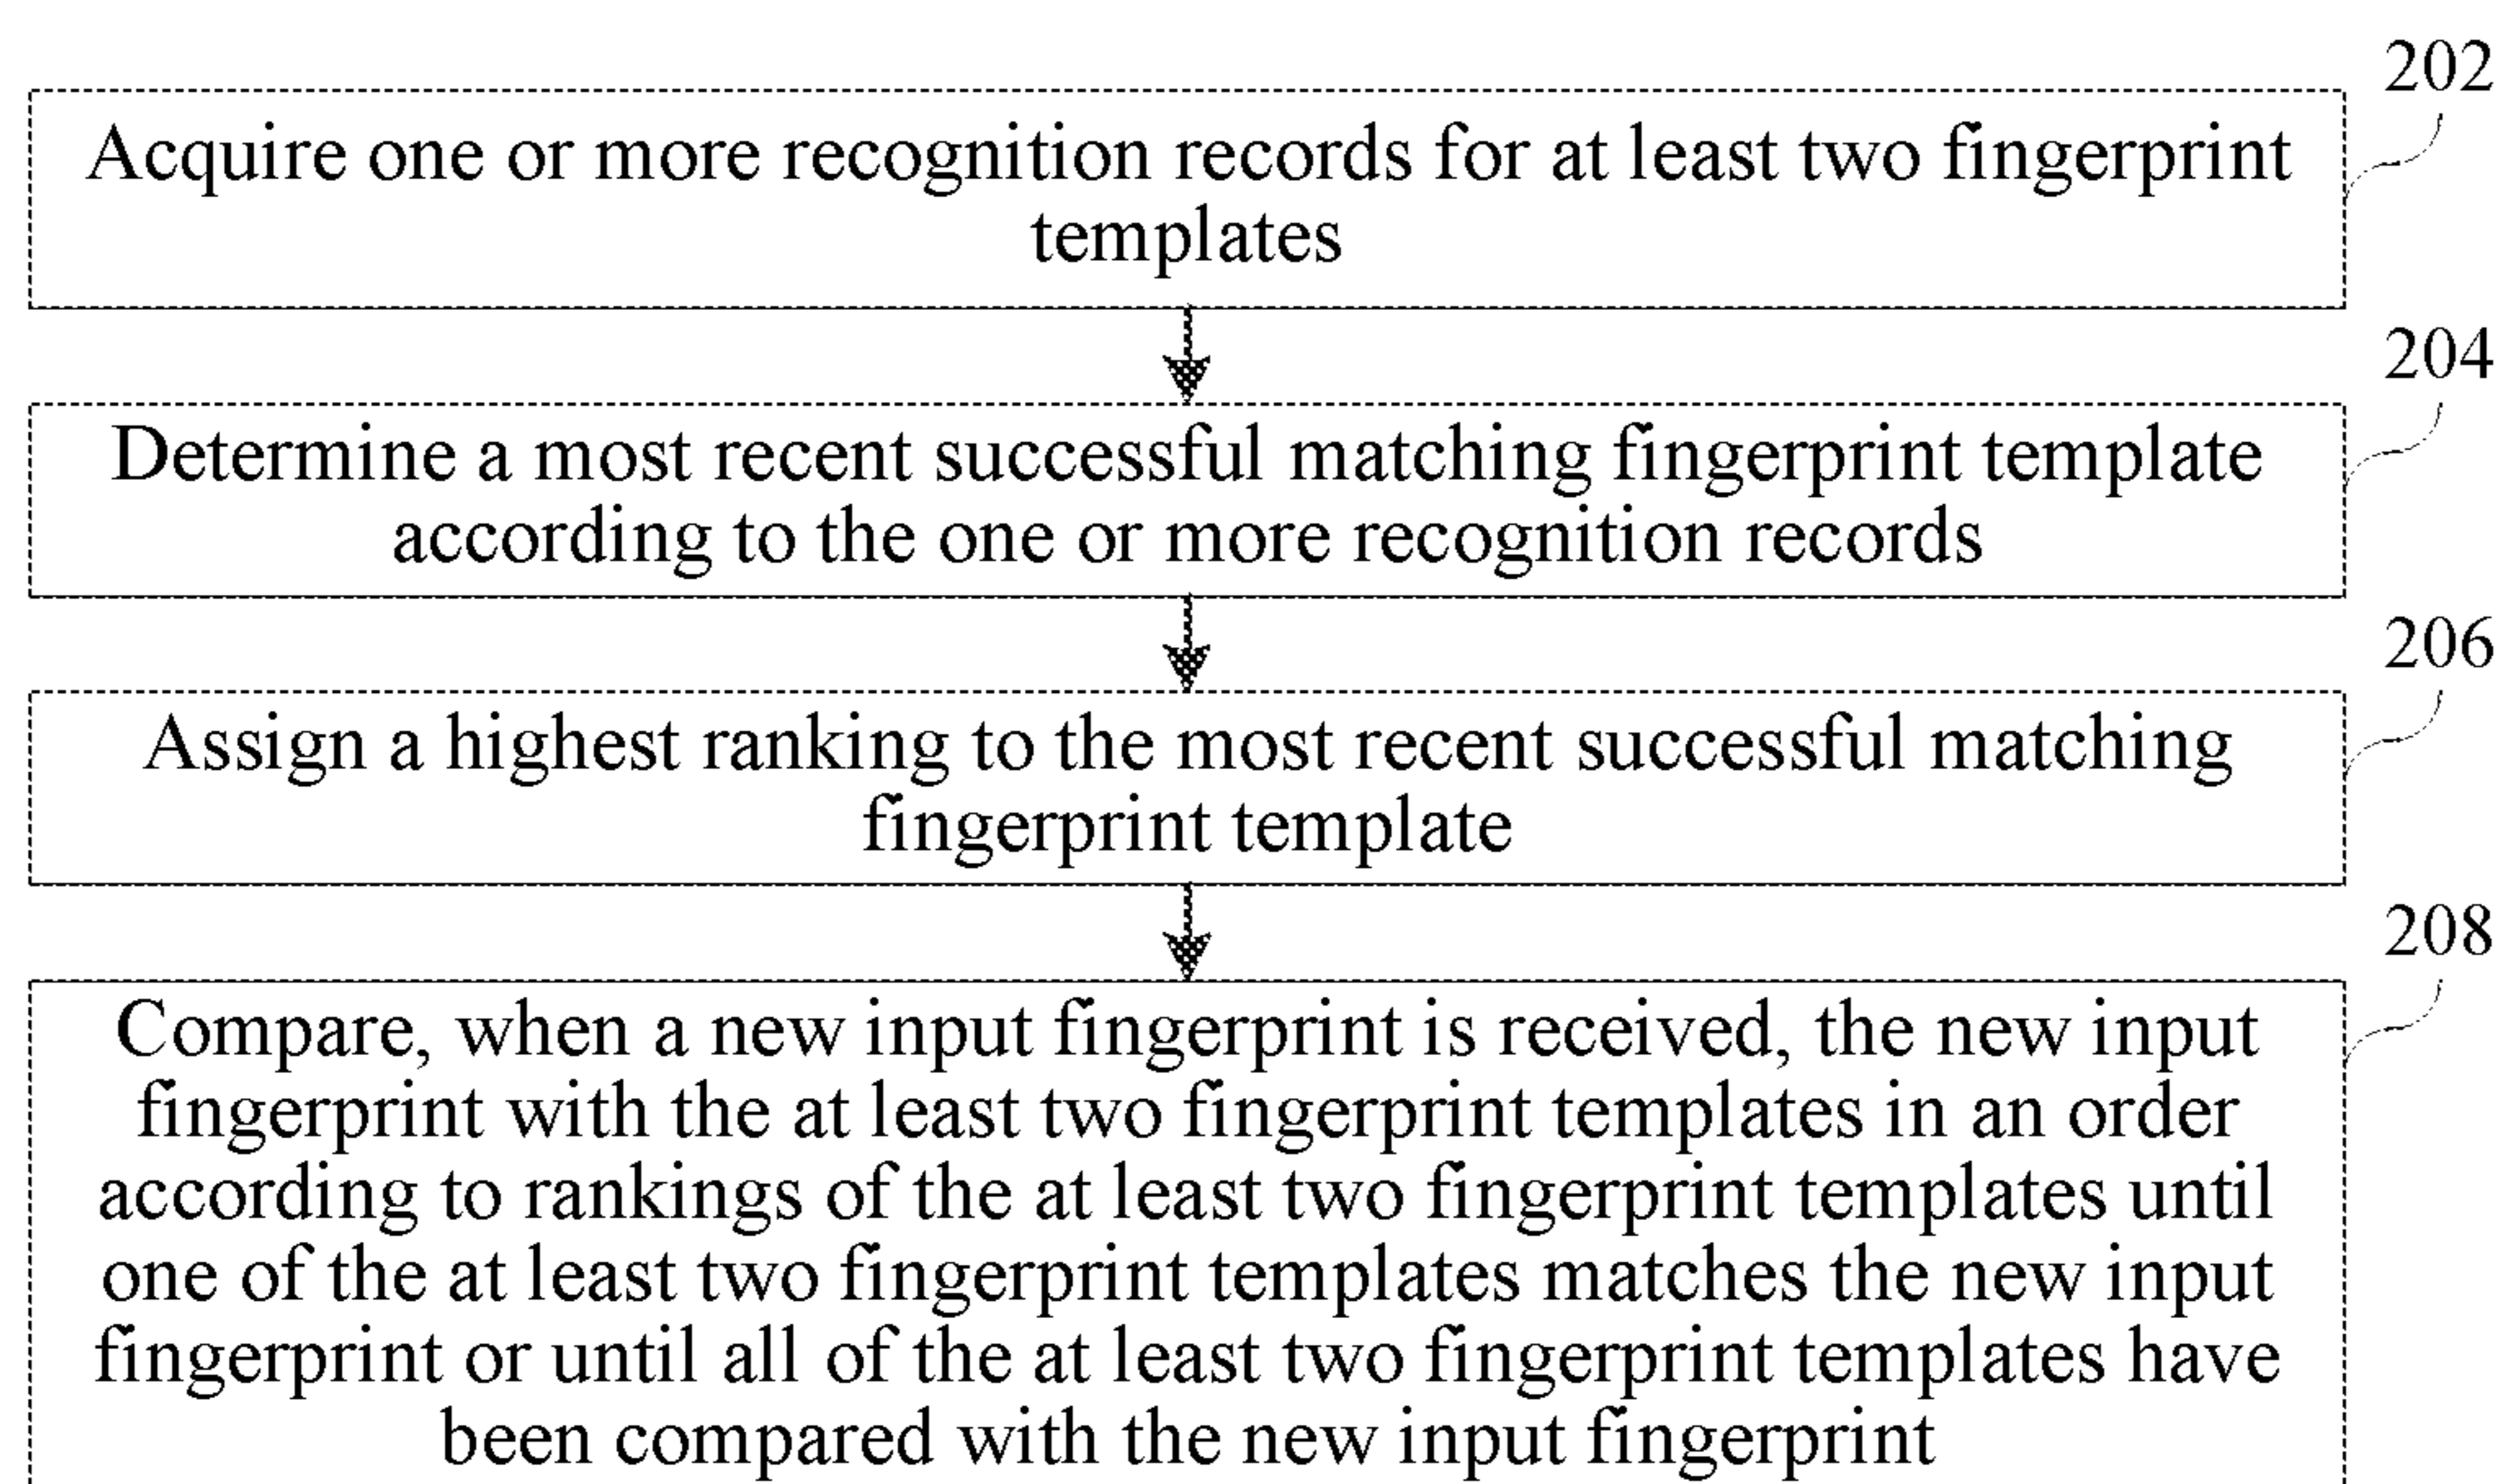 202
Acquire one or more recognition records for at least two fingerprint
templates
204
Determine a most recent successful matching fingerprint template
according to the one or more recognition records
206
Assign a highest ranking to the most recent successful matching
fingerprint template
208
Compare, when a new input fingerprint is received, the new input
fingerprint with the at least two fingerprint templates in an order
according to rankings of the at least two fingerprint templates until
one of the at least two fingerprint templates matches the new input
fingerprint or until all of the at least two fingerprint templates have
been compared with the new input fingerprint